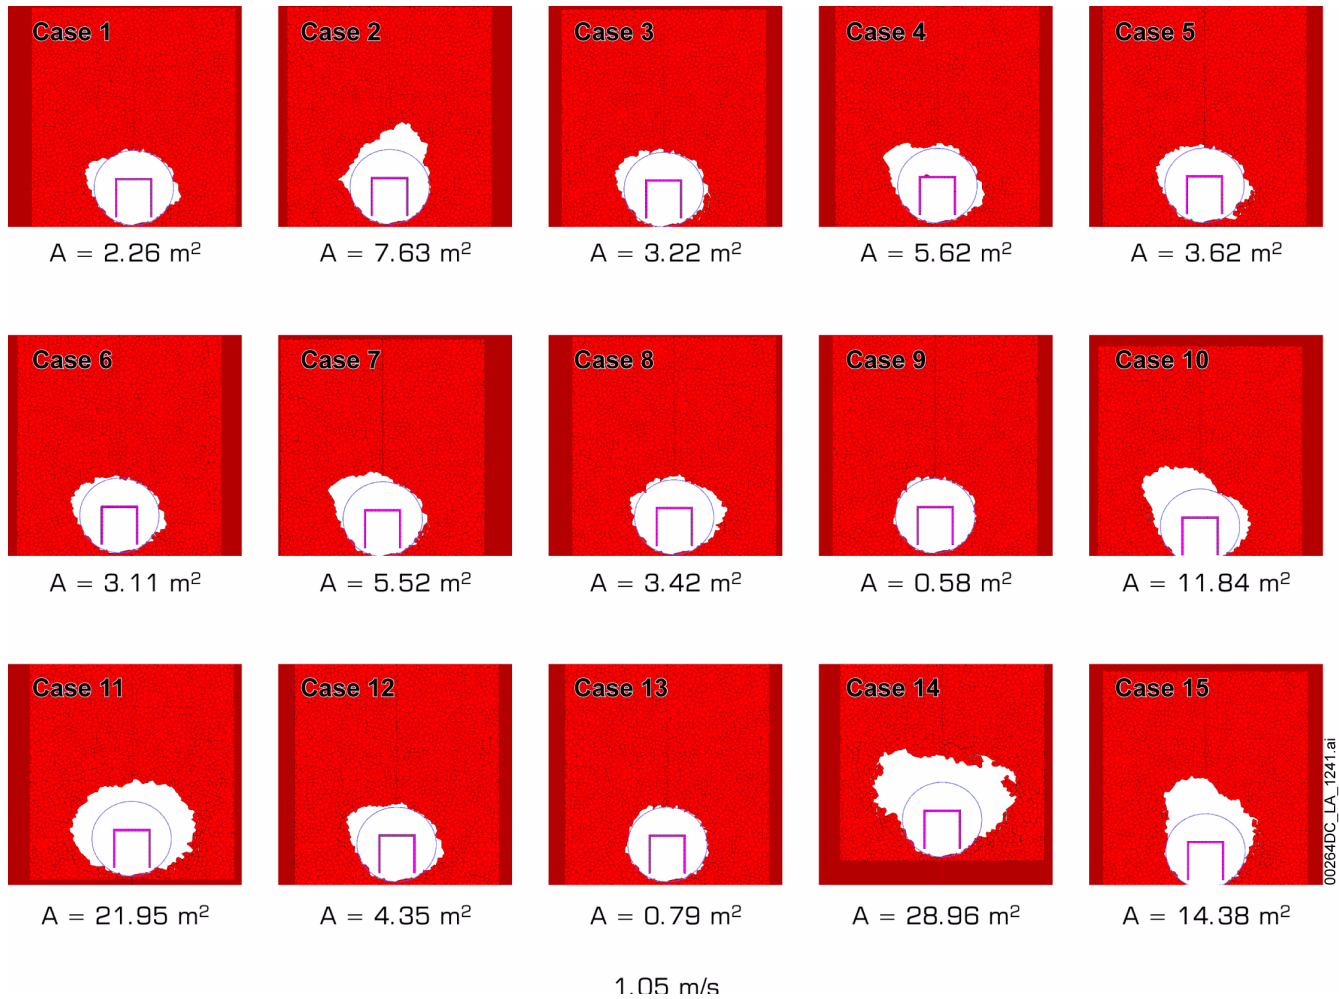 Case 1
Case 2
Case 3
Case 4
Case 5
A = 2.26 m²
A = 7.63 m²
A = 3.22 m²
A = 5.62 m²
A = 3.62 m²
Case 6
Case 7
Case 8
Case 9
Case 10
A = 3.11 m²
A = 5.52 m²
A = 3.42 m²
A = 0.58 m²
A = 11.84 m²
Case 11
Case 12
Case 13
Case 14
Case 15
A = 21.95 m²
A = 4.35 m²
A = 0.79 m²
A = 28.96 m²
A = 14.38 m²
00264DC_LA_1241.ai
1.05 m/s